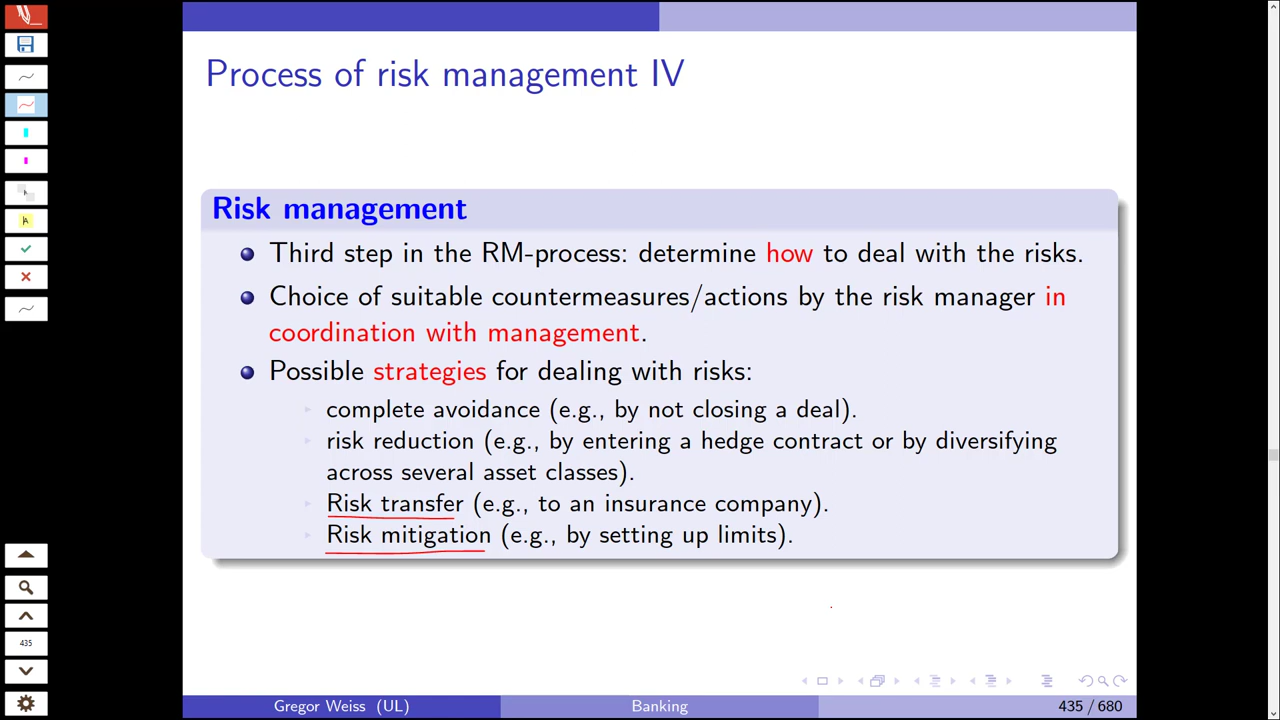 Process of risk management IV
Risk management
Third step in the RM-process: determine how to deal with the risks.
Choice of suitable countermeasures/actions by the risk manager in
coordination with management.
Possible strategies for dealing with risks:
complete avoidance (e.g., by not closing a deal).
risk reduction (e.g., by entering a hedge contract or by diversifying
across several asset classes).
Risk transfer (e.g., to an insurance company).
Risk mitigation (e.g., by setting up limits).
435
Gregor Weiss (UL) Banking 435 / 680